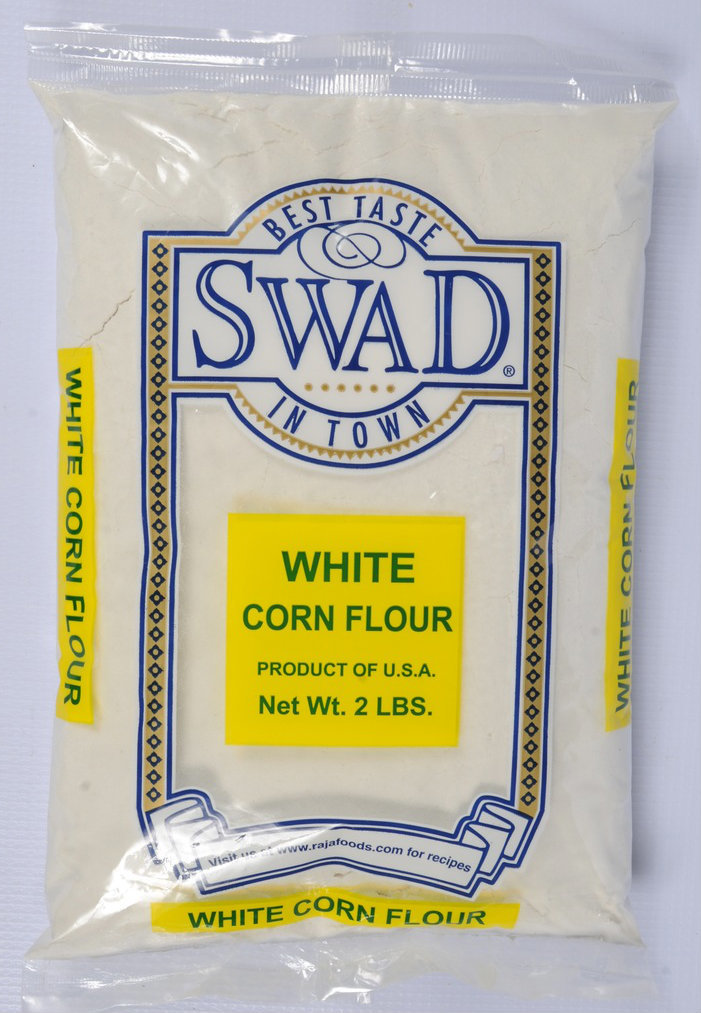 BEST TASTE
SWAD®
IN TOWN
WHITE CORN FLOUR
WHITE CORN FLOUR
WHITE
CORN FLOUR
PRODUCT OF U.S.A.
Net Wt. 2 LBS.
Visit us at www.rajafoods.com for recipes
WHITE CORN FLOUR